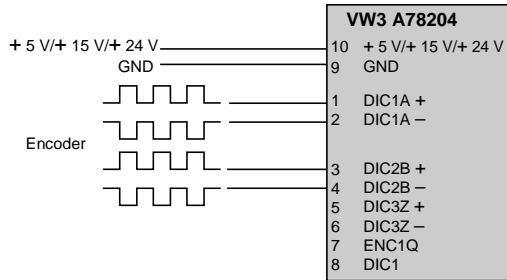 VW3 A78204
+ 5 V/+ 15 V/+ 24 V 10 + 5 V/+ 15 V/+ 24 V
GND 9 GND
1 DIC1A +
2 DIC1A −
Encoder
3 DIC2B +
4 DIC2B −
5 DIC3Z +
6 DIC3Z −
7 ENC1Q
8 DIC1